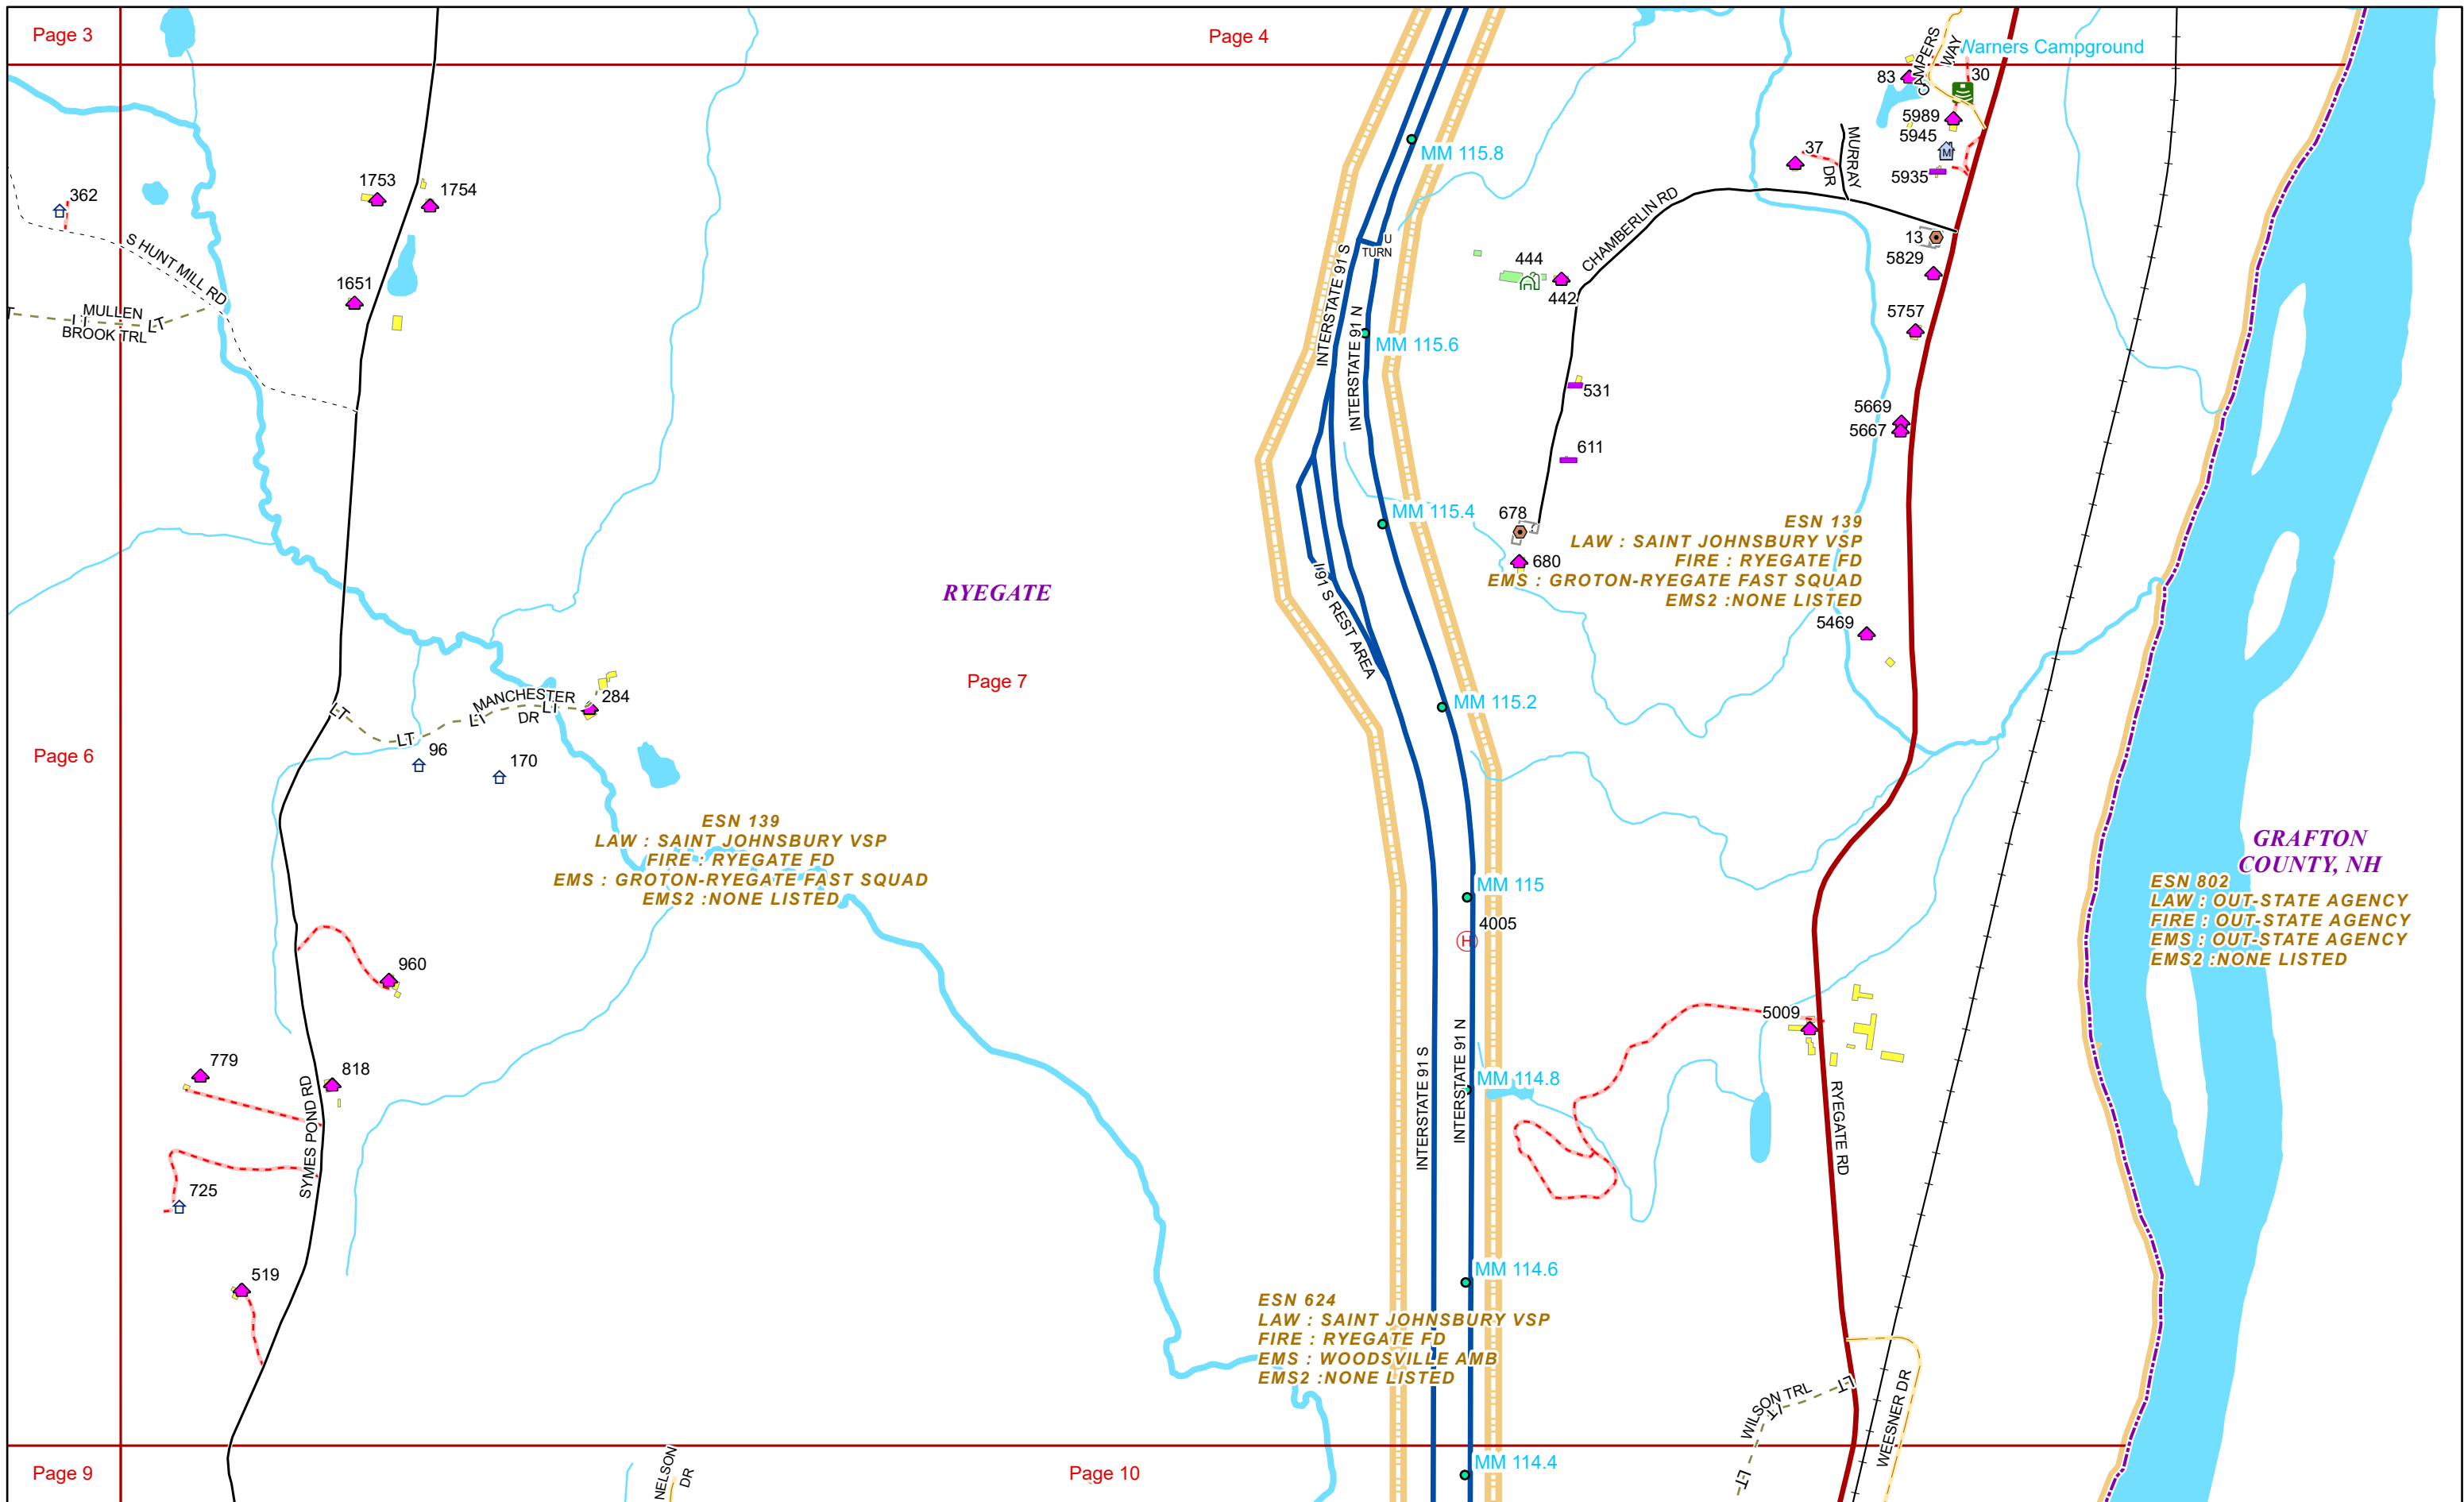 Page 3
Page 4
CAMPERS
WAY
Warners Campground
83
30
5989
5945
5935
MM 115.8
37
MURRAY
DR
362
1753
1754
S HUNT MILL RD
CHAMBERLIN RD
U
TURN
13
5829
444
442
1651
MULLEN
BROOK TRL
LT
LT
INTERSTATE 91 S
INTERSTATE 91 N
MM 115.6
5757
531
5669
5667
611
MM 115.4
678
680
ESN 139
LAW : SAINT JOHNSBURY VSP
FIRE : RYEGATE FD
EMS : GROTON-RYEGATE FAST SQUAD
EMS2 :NONE LISTED
RYEGATE
I 91 S REST AREA
5469
Page 7
MANCHESTER
DR
284
LT
LT
LT
LT
MM 115.2
96
170
Page 6
ESN 139
LAW : SAINT JOHNSBURY VSP
FIRE : RYEGATE FD
EMS : GROTON-RYEGATE FAST SQUAD
EMS2 :NONE LISTED
GRAFTON
COUNTY, NH
ESN 802
LAW : OUT-STATE AGENCY
FIRE : OUT-STATE AGENCY
EMS : OUT-STATE AGENCY
EMS2 :NONE LISTED
MM 115
4005
H
960
5009
779
818
SYMES POND RD
INTERSTATE 91 S
INTERSTATE 91 N
MM 114.8
RYEGATE RD
725
519
MM 114.6
ESN 624
LAW : SAINT JOHNSBURY VSP
FIRE : RYEGATE FD
EMS : WOODSVILLE AMB
EMS2 :NONE LISTED
WILSON TRL
LT
LT
LT
WEESNER DR
Page 9
NELSON
DR
Page 10
MM 114.4
M